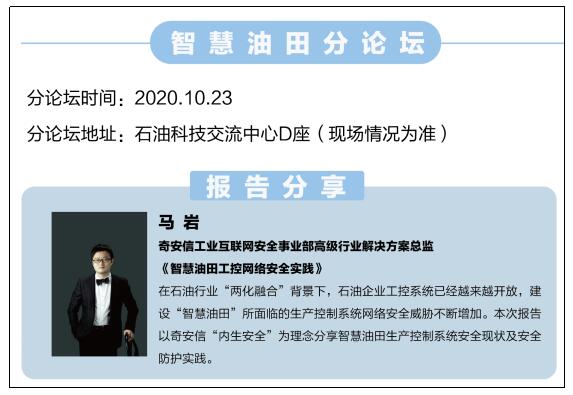 智慧油田分论坛
分论坛时间：2020.10.23
分论坛地址：石油科技交流中心D座（现场情况为准）
报告分享
马 岩
奇安信工业互联网安全事业部高级行业解决方案总监
《智慧油田工控网络安全实践》
在石油行业“两化融合”背景下，石油企业工控系统已经越来越开放，建
设“智慧油田”所面临的生产控制系统网络安全威胁不断增加。本次报告
以奇安信“内生安全”为理念分享智慧油田生产控制系统安全现状及安全
防护实践。